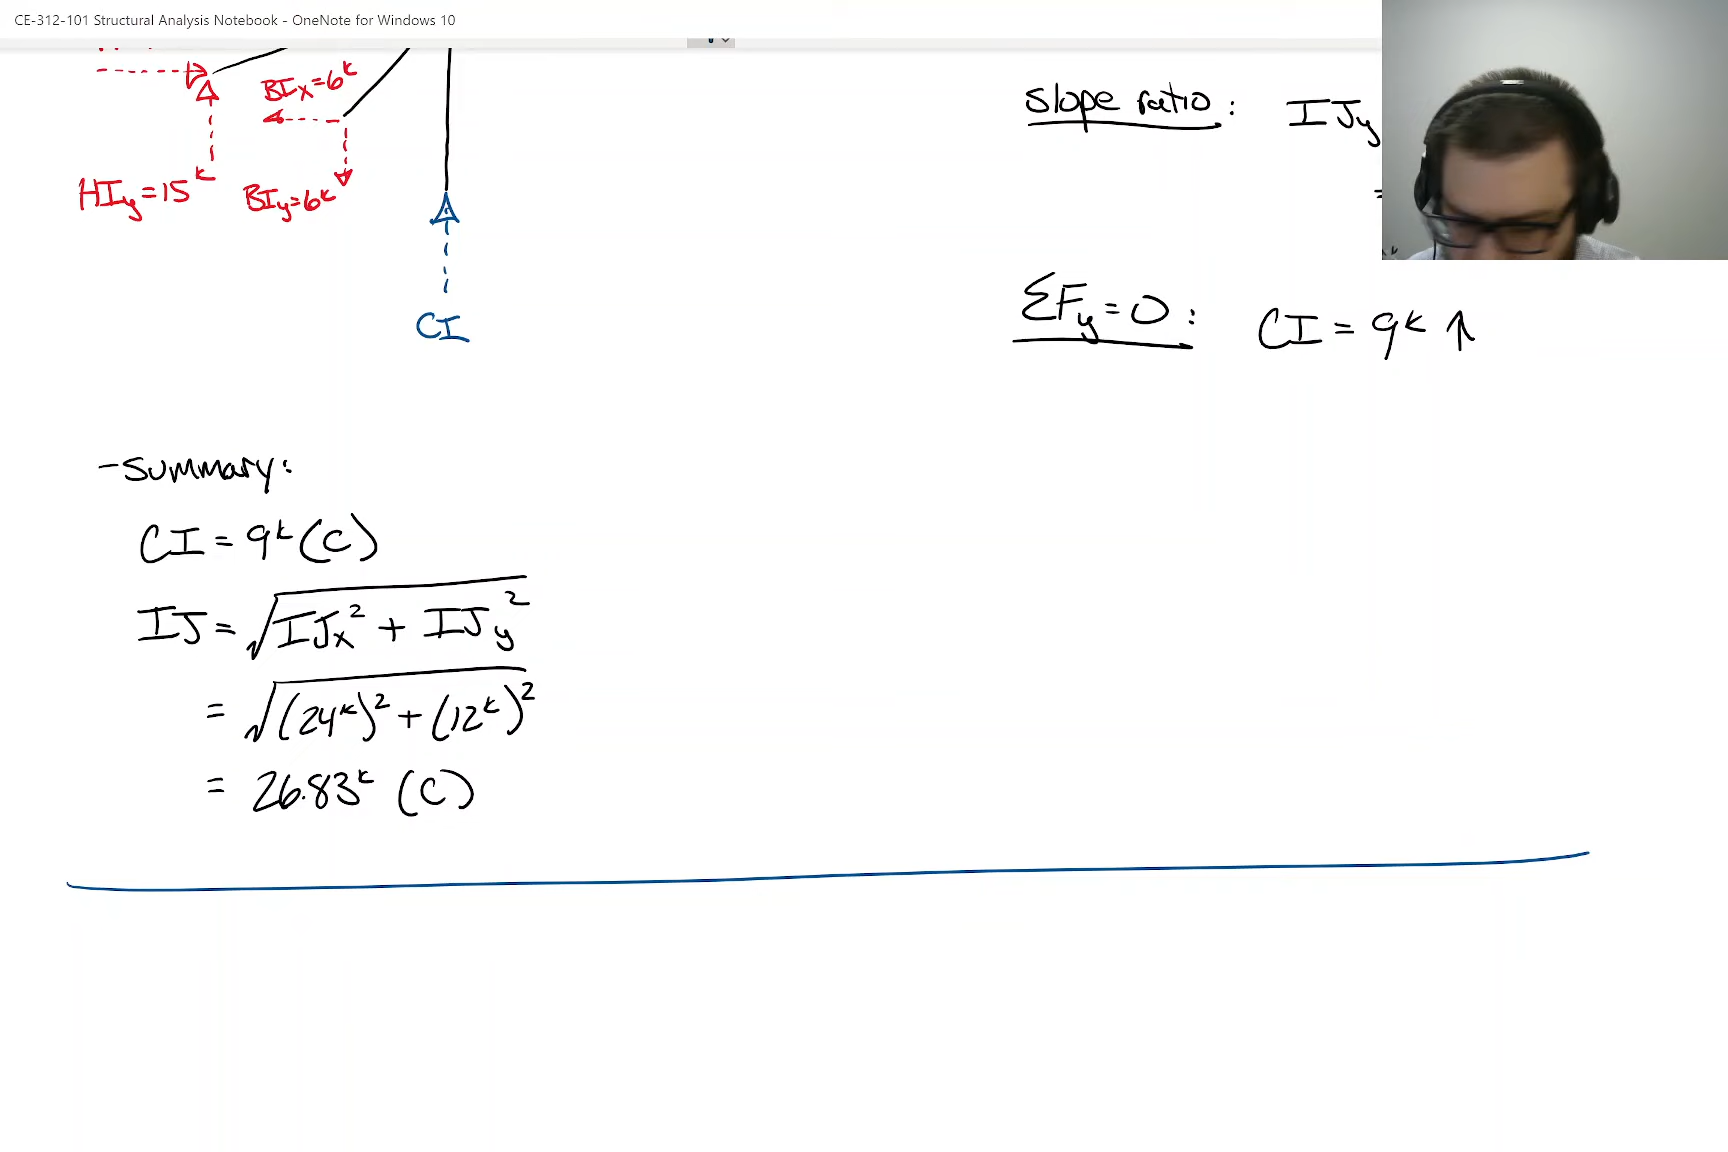 CE-312-101 Structural Analysis Notebook - OneNote for Windows 10
BIx=6k
HIy=15k
BIy=6k
CI
slope ratio: IJy
=
ΣFy=0: CI = 9k ↑
-Summary:
CI = 9k (C)
IJ = √IJx² + IJy²
= √(24k)² + (12k)²
= 26.83k (C)